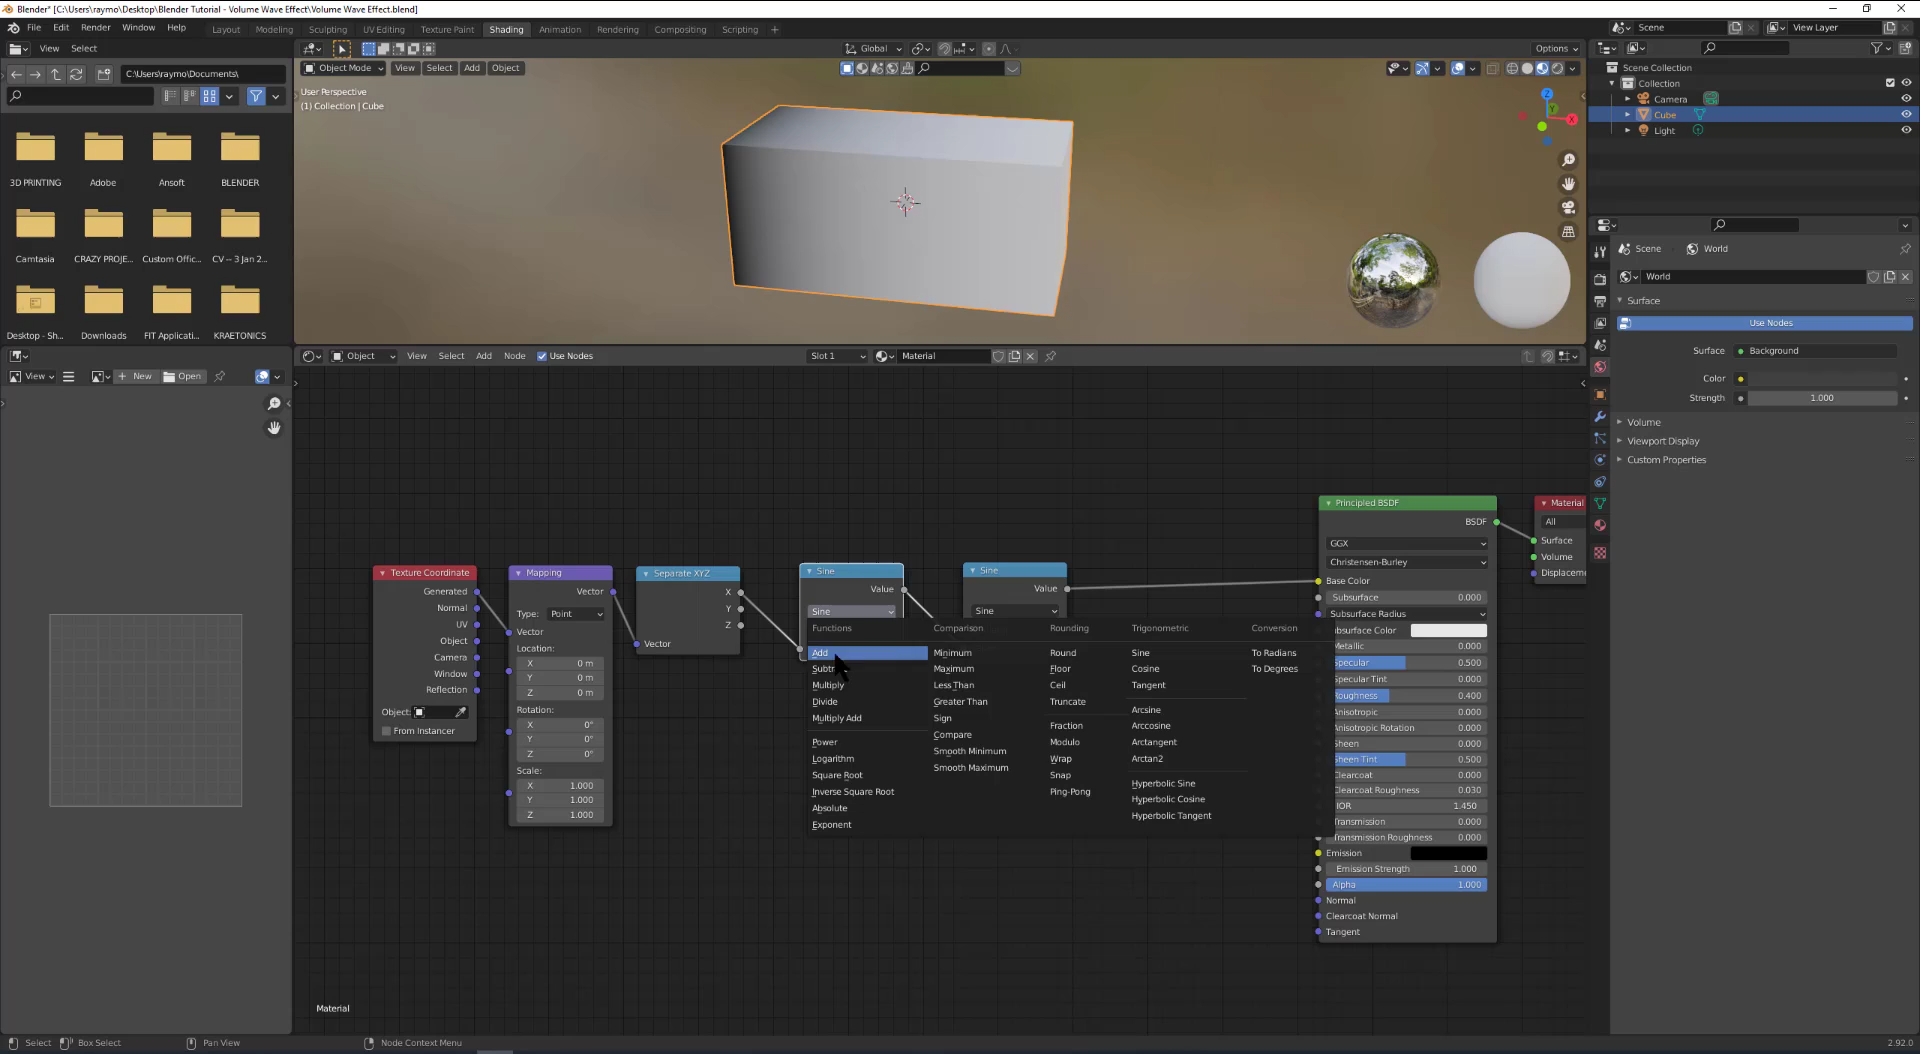 Blender* [C:\Users\raymo\Desktop\Blender Tutorial - Volume Wave Effect\Volume Wave Effect.blend]
File Edit Render Window Help Layout Modeling Sculpting UV Editing Texture Paint Shading Animation Rendering Compositing Scripting + Scene View Layer
View Select Global Options
C:\Users\raymo\Documents\ Object Mode View Select Add Object
User Perspective
(1) Collection | Cube
3D PRINTING Adobe Ansoft BLENDER
Camtasia CRAZY PROJE... Custom Offic... CV -- 3 Jan 2...
Desktop - Sh... Downloads FIT Applicati... KRAETONICS
Scene Collection
Collection
Camera
Cube
Light
Z
Y
X
Scene World
World
Surface
Use Nodes
Surface Background
Color
Strength 1.000
Volume
Viewport Display
Custom Properties
View + New Open
Object View Select Add Node Use Nodes Slot 1 Material
Texture Coordinate
Generated
Normal
UV
Object
Camera
Window
Reflection
Object:
From Instancer
Mapping
Vector
Type: Point
Vector
Location:
X 0 m
Y 0 m
Z 0 m
Rotation:
X 0°
Y 0°
Z 0°
Scale:
X 1.000
Y 1.000
Z 1.000
Separate XYZ
X
Y
Z
Vector
Sine
Value
Sine
Sine
Value
Sine
Functions
Add
Multiply
Divide
Multiply Add
Power
Logarithm
Square Root
Inverse Square Root
Absolute
Exponent
Comparison
Minimum
Maximum
Less Than
Greater Than
Sign
Compare
Smooth Minimum
Smooth Maximum
Rounding
Round
Floor
Ceil
Truncate
Fraction
Modulo
Wrap
Snap
Ping-Pong
Trigonometric
Sine
Cosine
Tangent
Arcsine
Arccosine
Arctangent
Arctan2
Hyperbolic Sine
Hyperbolic Cosine
Hyperbolic Tangent
Conversion
To Radians
To Degrees
Principled BSDF
BSDF
GGX
Christensen-Burley
Base Color
Subsurface 0.000
Subsurface Radius
ubsurface Color
Metallic 0.000
Specular 0.500
Specular Tint 0.000
Roughness 0.400
Anisotropic 0.000
Anisotropic Rotation 0.000
Sheen 0.000
Sheen Tint 0.500
Clearcoat 0.000
Clearcoat Roughness 0.030
IOR 1.450
Transmission 0.000
Transmission Roughness 0.000
Emission
Emission Strength 1.000
Alpha 1.000
Normal
Clearcoat Normal
Tangent
Material
All
Surface
Volume
Displaceme
Material
Select Box Select Pan View Node Context Menu 2.92.0